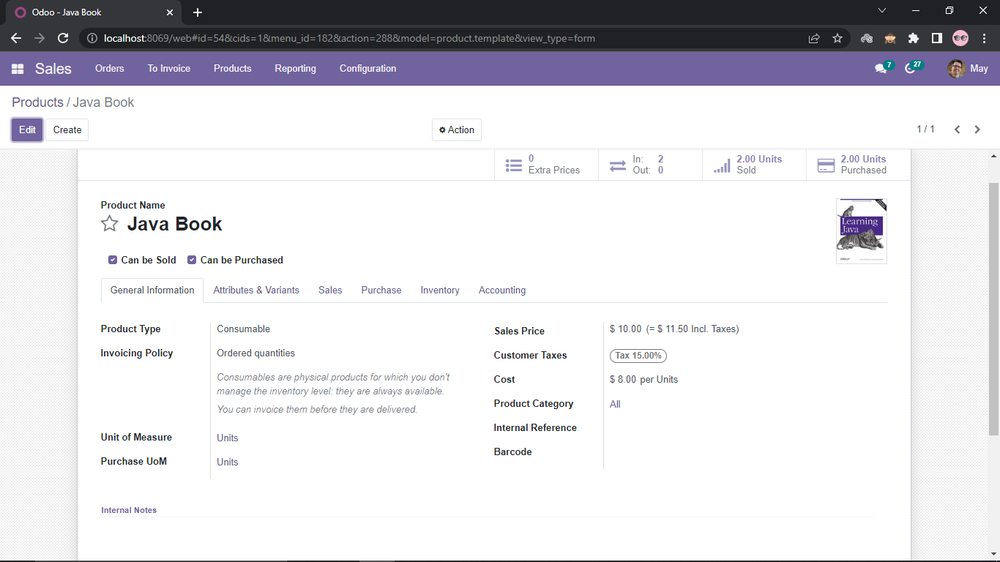 Odoo - Java Book
localhost:8069/web#id=54&cids=1&menu_id=182&action=288&model=product.template&view_type=form
Sales Orders To Invoice Products Reporting Configuration 7 27 May
Products / Java Book
Edit Create Action 1 / 1
0 Extra Prices
In: 2
Out: 0
2.00 Units Sold
2.00 Units Purchased
Product Name
Java Book
Learning
Java
O'REILLY
Can be Sold Can be Purchased
General Information Attributes & Variants Sales Purchase Inventory Accounting
Product Type Consumable
Invoicing Policy Ordered quantities
Consumables are physical products for which you don't
manage the inventory level: they are always available.
You can invoice them before they are delivered.
Unit of Measure Units
Purchase UoM Units
Sales Price $ 10.00 (= $ 11.50 Incl. Taxes)
Customer Taxes Tax 15.00%
Cost $ 8.00 per Units
Product Category All
Internal Reference
Barcode
Internal Notes